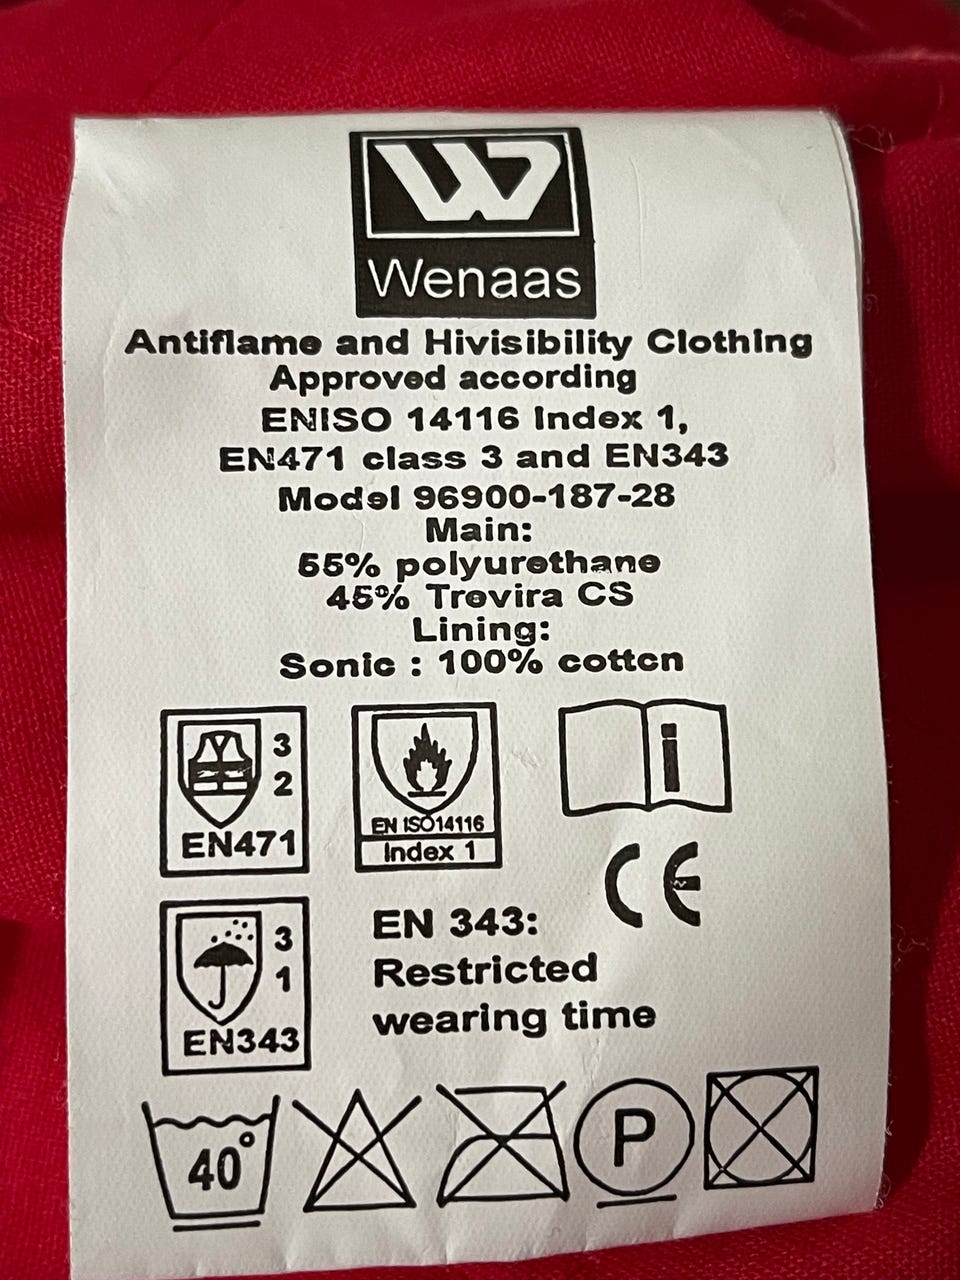 W
Wenaas
Antiflame and Hivisibility Clothing
Approved according
ENISO 14116 Index 1,
EN471 class 3 and EN343
Model 96900-187-28
Main:
55% polyurethane
45% Trevira CS
Lining:
Sonic : 100% cotton
3
2
EN471
EN ISO14116
Index 1
i
CE
3
1
EN343
EN 343:
Restricted
wearing time
40°
P